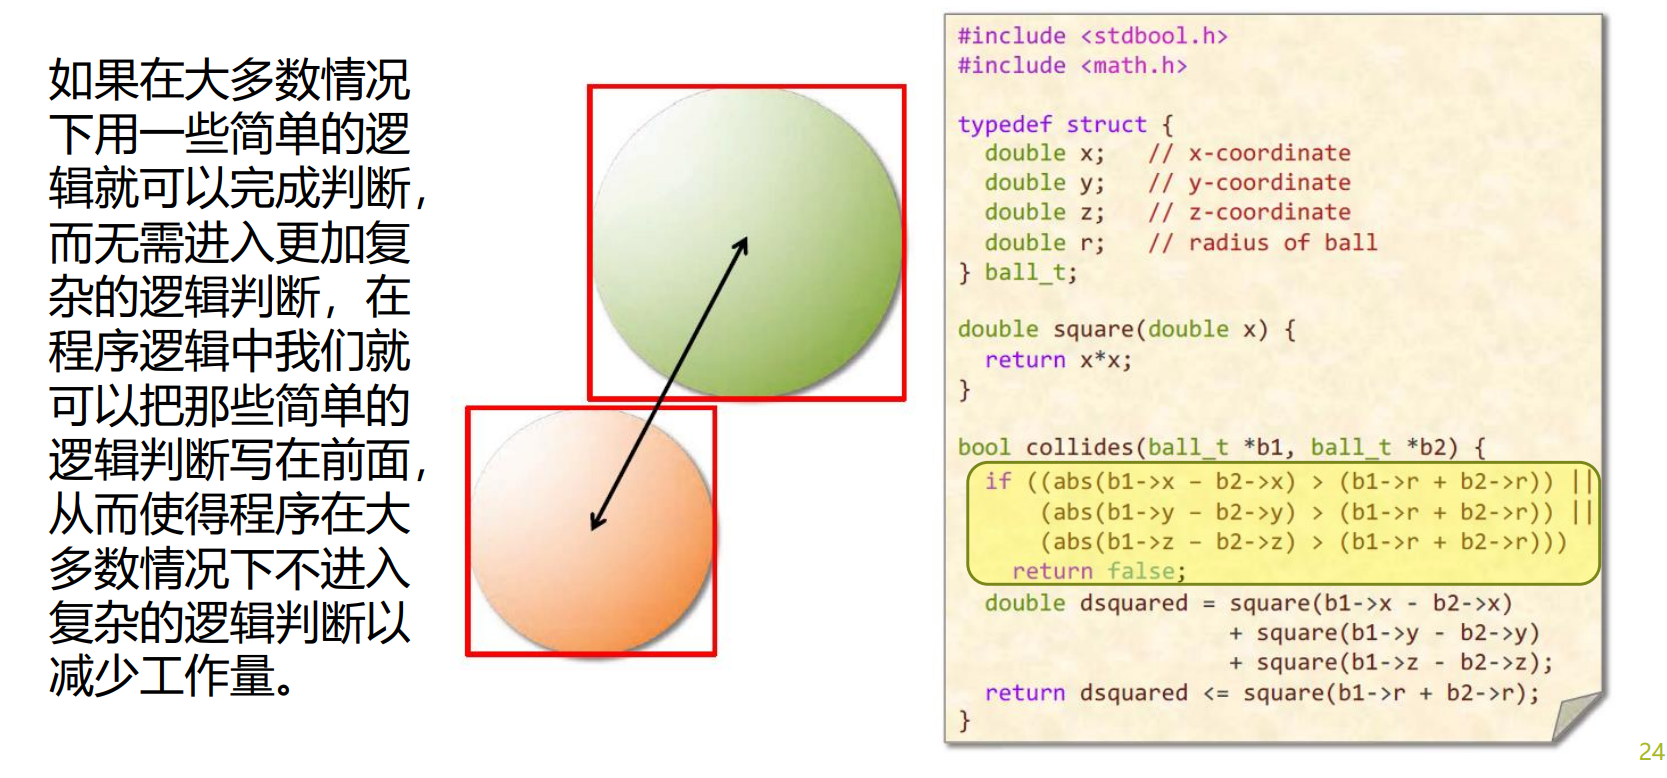 如果在大多数情况
下用一些简单的逻
辑就可以完成判断，
而无需进入更加复
杂的逻辑判断，在
程序逻辑中我们就
可以把那些简单的
逻辑判断写在前面，
从而使得程序在大
多数情况下不进入
复杂的逻辑判断以
减少工作量。
#include <stdbool.h>
#include <math.h>
typedef struct {
  double x;   // x-coordinate
  double y;   // y-coordinate
  double z;   // z-coordinate
  double r;   // radius of ball
} ball_t;
double square(double x) {
  return x*x;
}
bool collides(ball_t *b1, ball_t *b2) {
  if ((abs(b1->x – b2->x) > (b1->r + b2->r)) ||
      (abs(b1->y – b2->y) > (b1->r + b2->r)) ||
      (abs(b1->z – b2->z) > (b1->r + b2->r)))
    return false;
  double dsquared = square(b1->x - b2->x)
                    + square(b1->y - b2->y)
                    + square(b1->z - b2->z);
  return dsquared <= square(b1->r + b2->r);
}
24